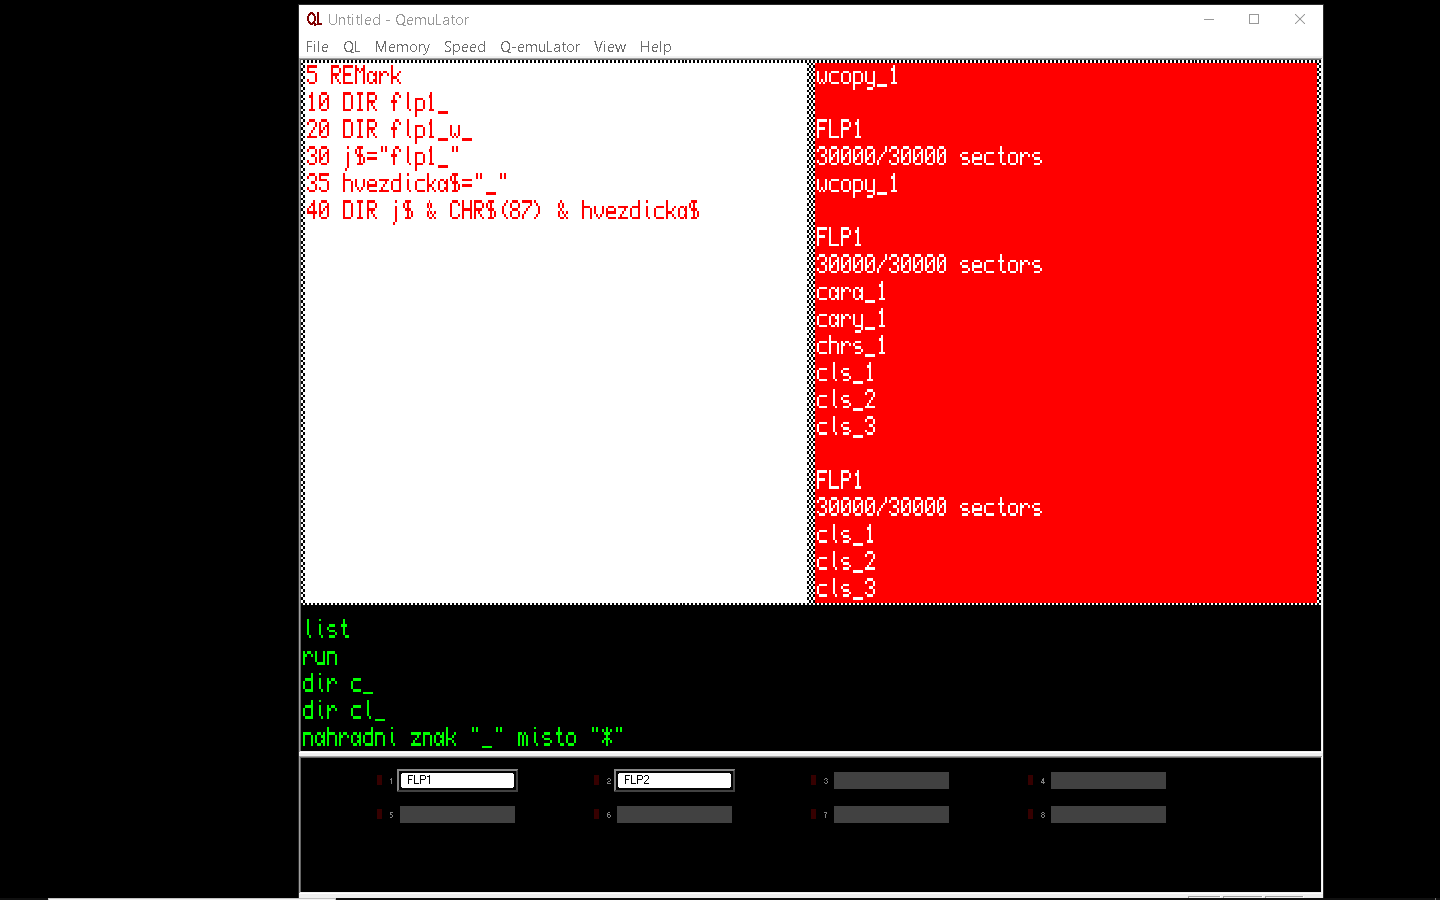 QL Untitled - QemuLator
File QL Memory Speed Q-emuLator View Help
5 REMark
10 DIR flp1_
20 DIR flp1_w_
30 j$="flp1_"
35 hvezdicka$="_"
40 DIR j$ & CHR$(87) & hvezdicka$
wcopy_1
FLP1
30000/30000 sectors
wcopy_1
FLP1
30000/30000 sectors
cara_1
cary_1
chrs_1
cls_1
cls_2
cls_3
FLP1
30000/30000 sectors
cls_1
cls_2
cls_3
list
run
dir c_
dir cl_
nahradni znak "_" misto "*"
1 FLP1 2 FLP2 3 4
5 6 7 8